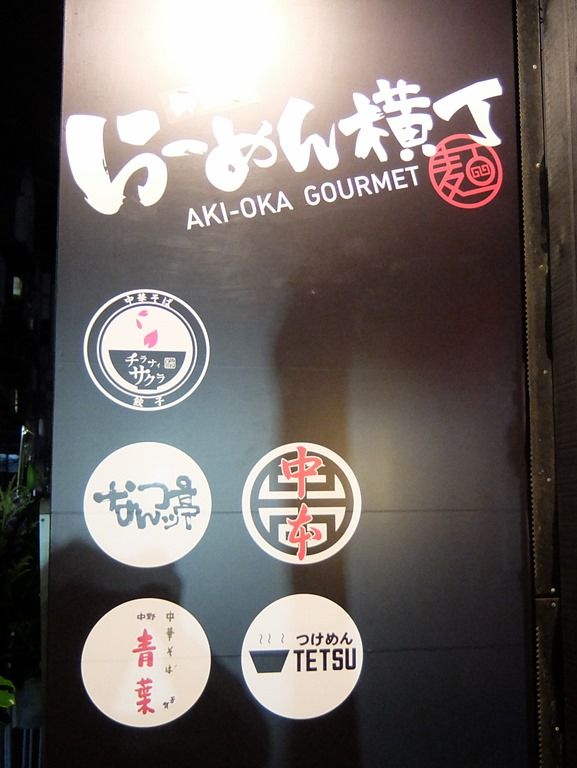 らーめん横丁
AKI-OKA GOURMET
麺
中華そば
チラナイ
サクラ
餃子
なんつッ亭
中本
中野
青葉
中華そば
つけめん
TETSU